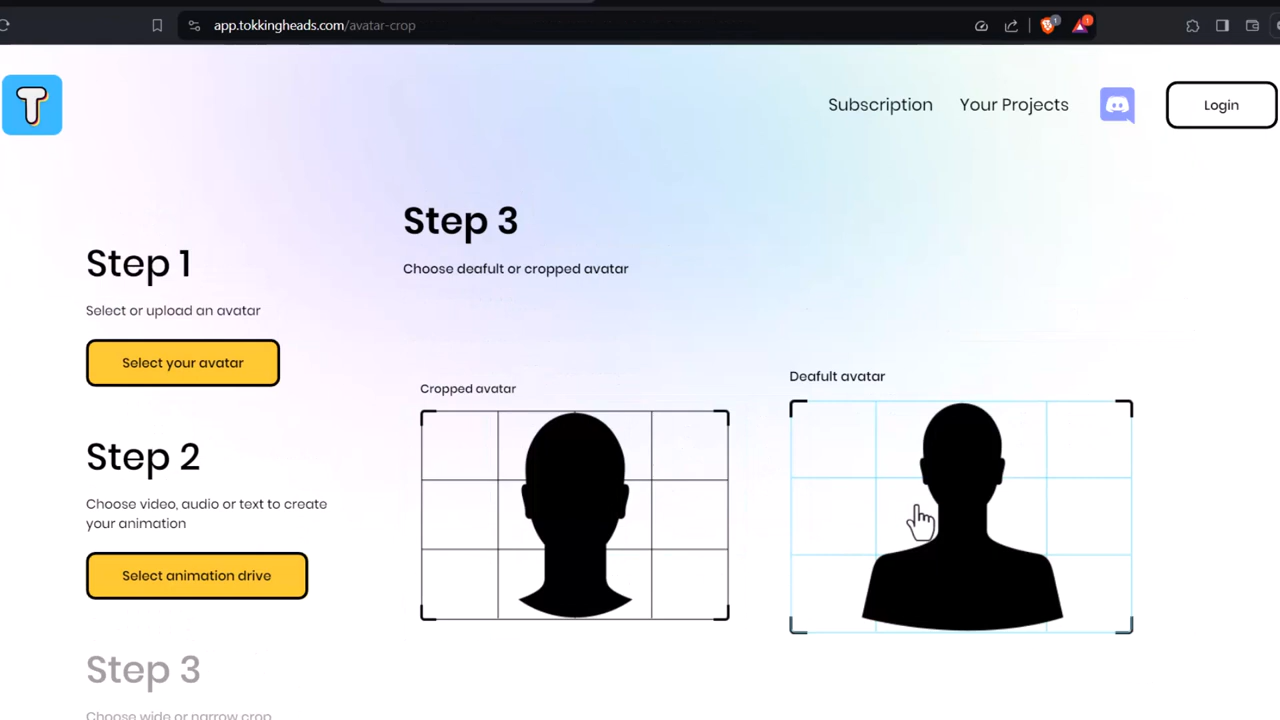 app.tokkingheads.com/avatar-crop
1
1
T
Subscription
Your Projects
Login
Step 1
Select or upload an avatar
Select your avatar
Step 2
Choose video, audio or text to create
your animation
Select animation drive
Step 3
Choose wide or narrow crop
Step 3
Choose deafult or cropped avatar
Cropped avatar
Deafult avatar